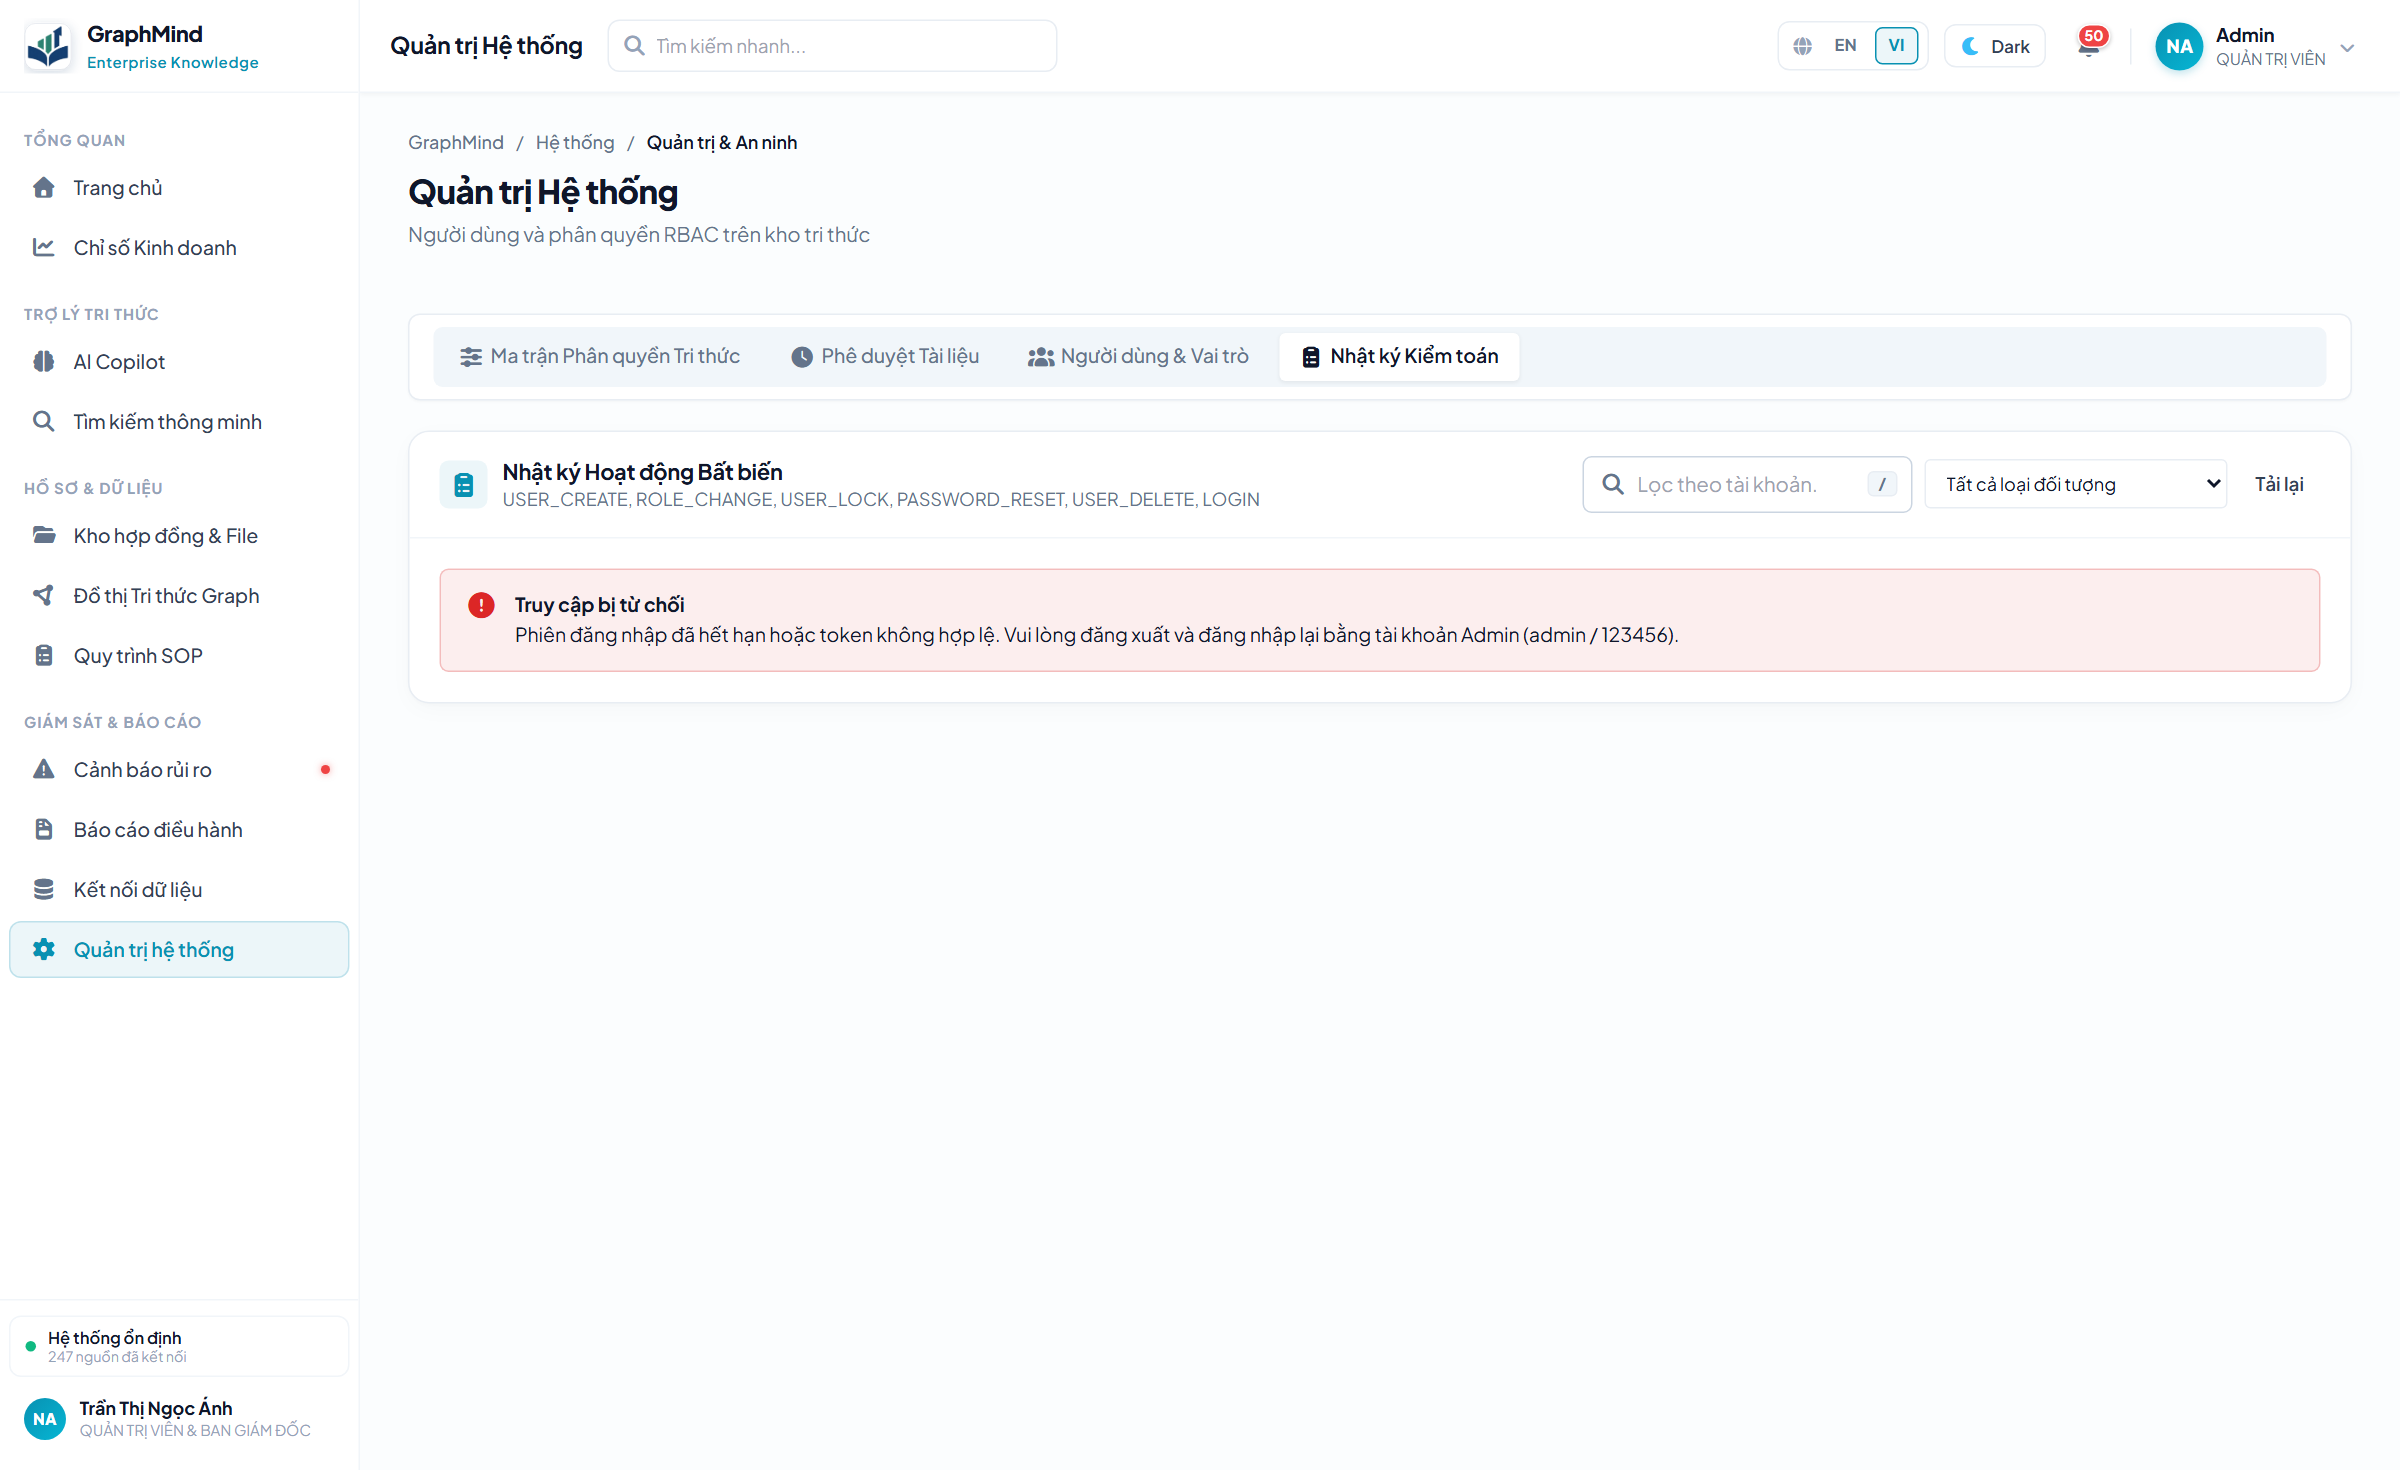 GraphMind
Enterprise Knowledge
Quản trị Hệ thống
Tìm kiếm nhanh...
EN
VI
Dark
50
NA
Admin
QUẢN TRỊ VIÊN
TỔNG QUAN
Trang chủ
Chỉ số Kinh doanh
TRỢ LÝ TRI THỨC
AI Copilot
Tìm kiếm thông minh
HỒ SƠ & DỮ LIỆU
Kho hợp đồng & File
Đồ thị Tri thức Graph
Quy trình SOP
GIÁM SÁT & BÁO CÁO
Cảnh báo rủi ro
Báo cáo điều hành
Kết nối dữ liệu
Quản trị hệ thống
Hệ thống ổn định
247 nguồn đã kết nối
NA
Trần Thị Ngọc Ánh
QUẢN TRỊ VIÊN & BAN GIÁM ĐỐC
GraphMind / Hệ thống / Quản trị & An ninh
Quản trị Hệ thống
Người dùng và phân quyền RBAC trên kho tri thức
Ma trận Phân quyền Tri thức
Phê duyệt Tài liệu
Người dùng & Vai trò
Nhật ký Kiểm toán
Nhật ký Hoạt động Bất biến
USER_CREATE, ROLE_CHANGE, USER_LOCK, PASSWORD_RESET, USER_DELETE, LOGIN
Lọc theo tài khoản.
/
Tất cả loại đối tượng
Tải lại
Truy cập bị từ chối
Phiên đăng nhập đã hết hạn hoặc token không hợp lệ. Vui lòng đăng xuất và đăng nhập lại bằng tài khoản Admin (admin / 123456).